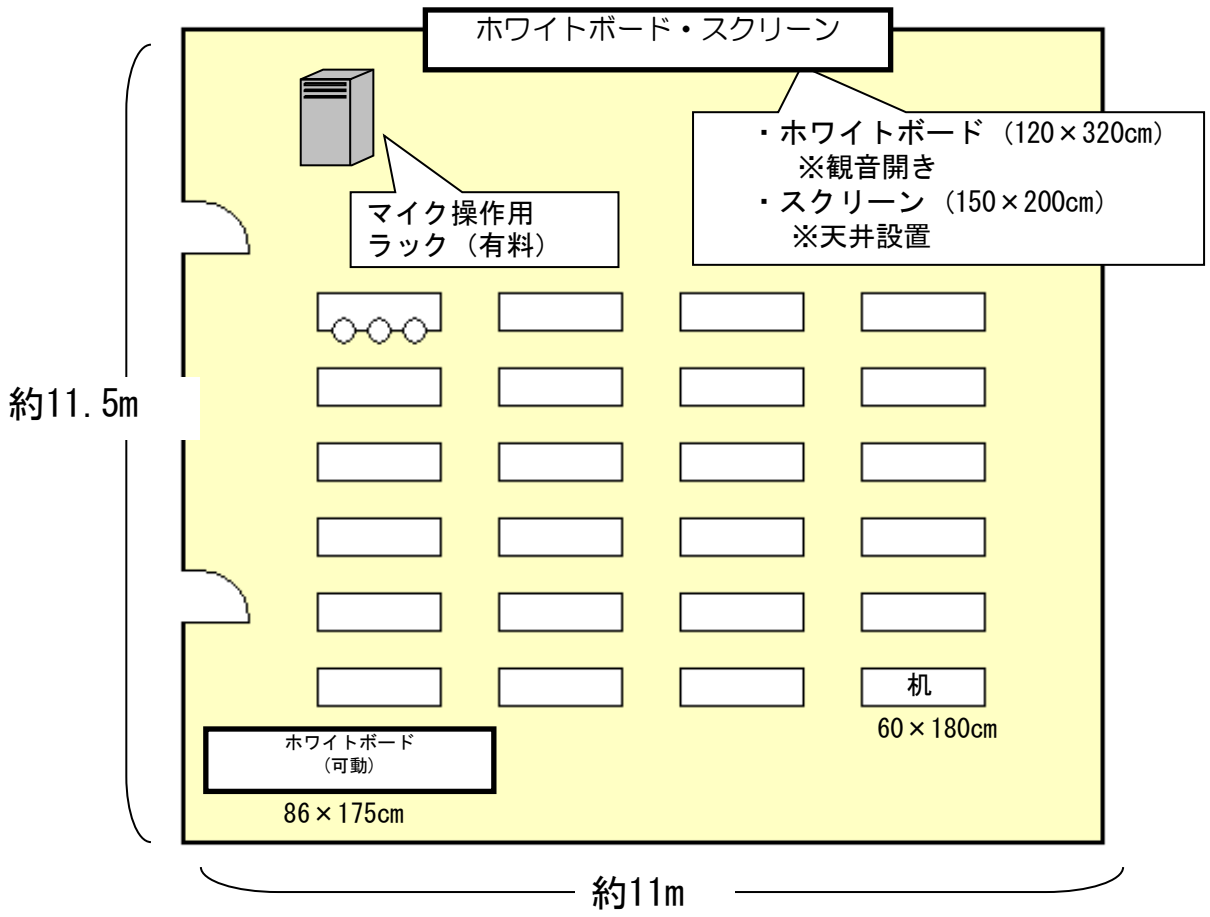 ホワイトボード・スクリーン
・ホワイトボード（120×320cm）
※観音開き
・スクリーン（150×200cm）
※天井設置
マイク操作用
ラック（有料）
約11.5m
机
60×180cm
ホワイトボード
（可動）
86×175cm
約11m